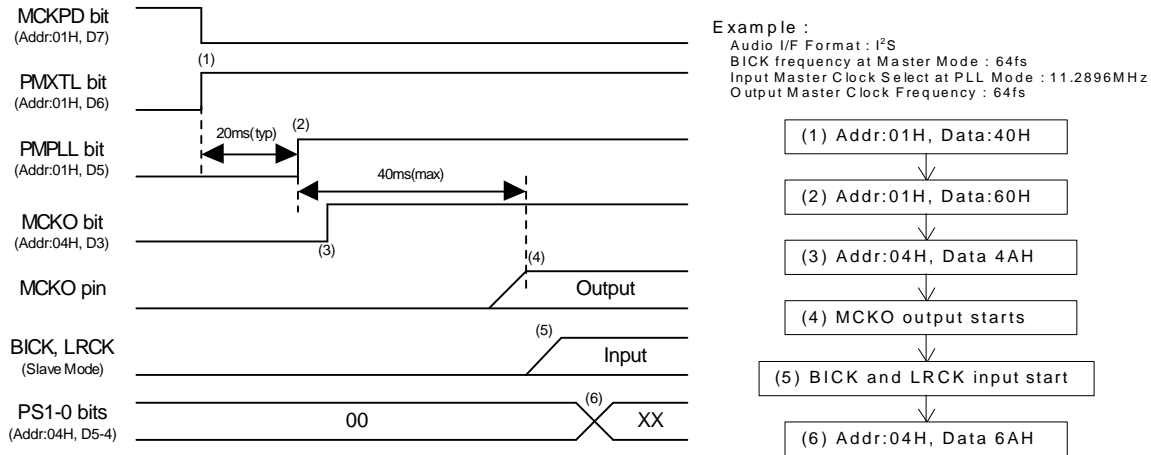 MCKPD bit
(Addr:01H, D7)
(1)
PMXTL bit
(Addr:01H, D6)
20ms(typ)
(2)
PMPLL bit
(Addr:01H, D5)
40ms(max)
MCKO bit
(Addr:04H, D3)
(3)
(4)
MCKO pin
Output
(5)
BICK, LRCK
(Slave Mode)
Input
(6)
PS1-0 bits
(Addr:04H, D5-4)
00
XX
Example :
Audio I/F Format : I²S
BICK frequency at Master Mode : 64fs
Input Master Clock Select at PLL Mode : 11.2896MHz
Output Master Clock Frequency : 64fs
(1) Addr:01H, Data:40H
(2) Addr:01H, Data:60H
(3) Addr:04H, Data 4AH
(4) MCKO output starts
(5) BICK and LRCK input start
(6) Addr:04H, Data 6AH